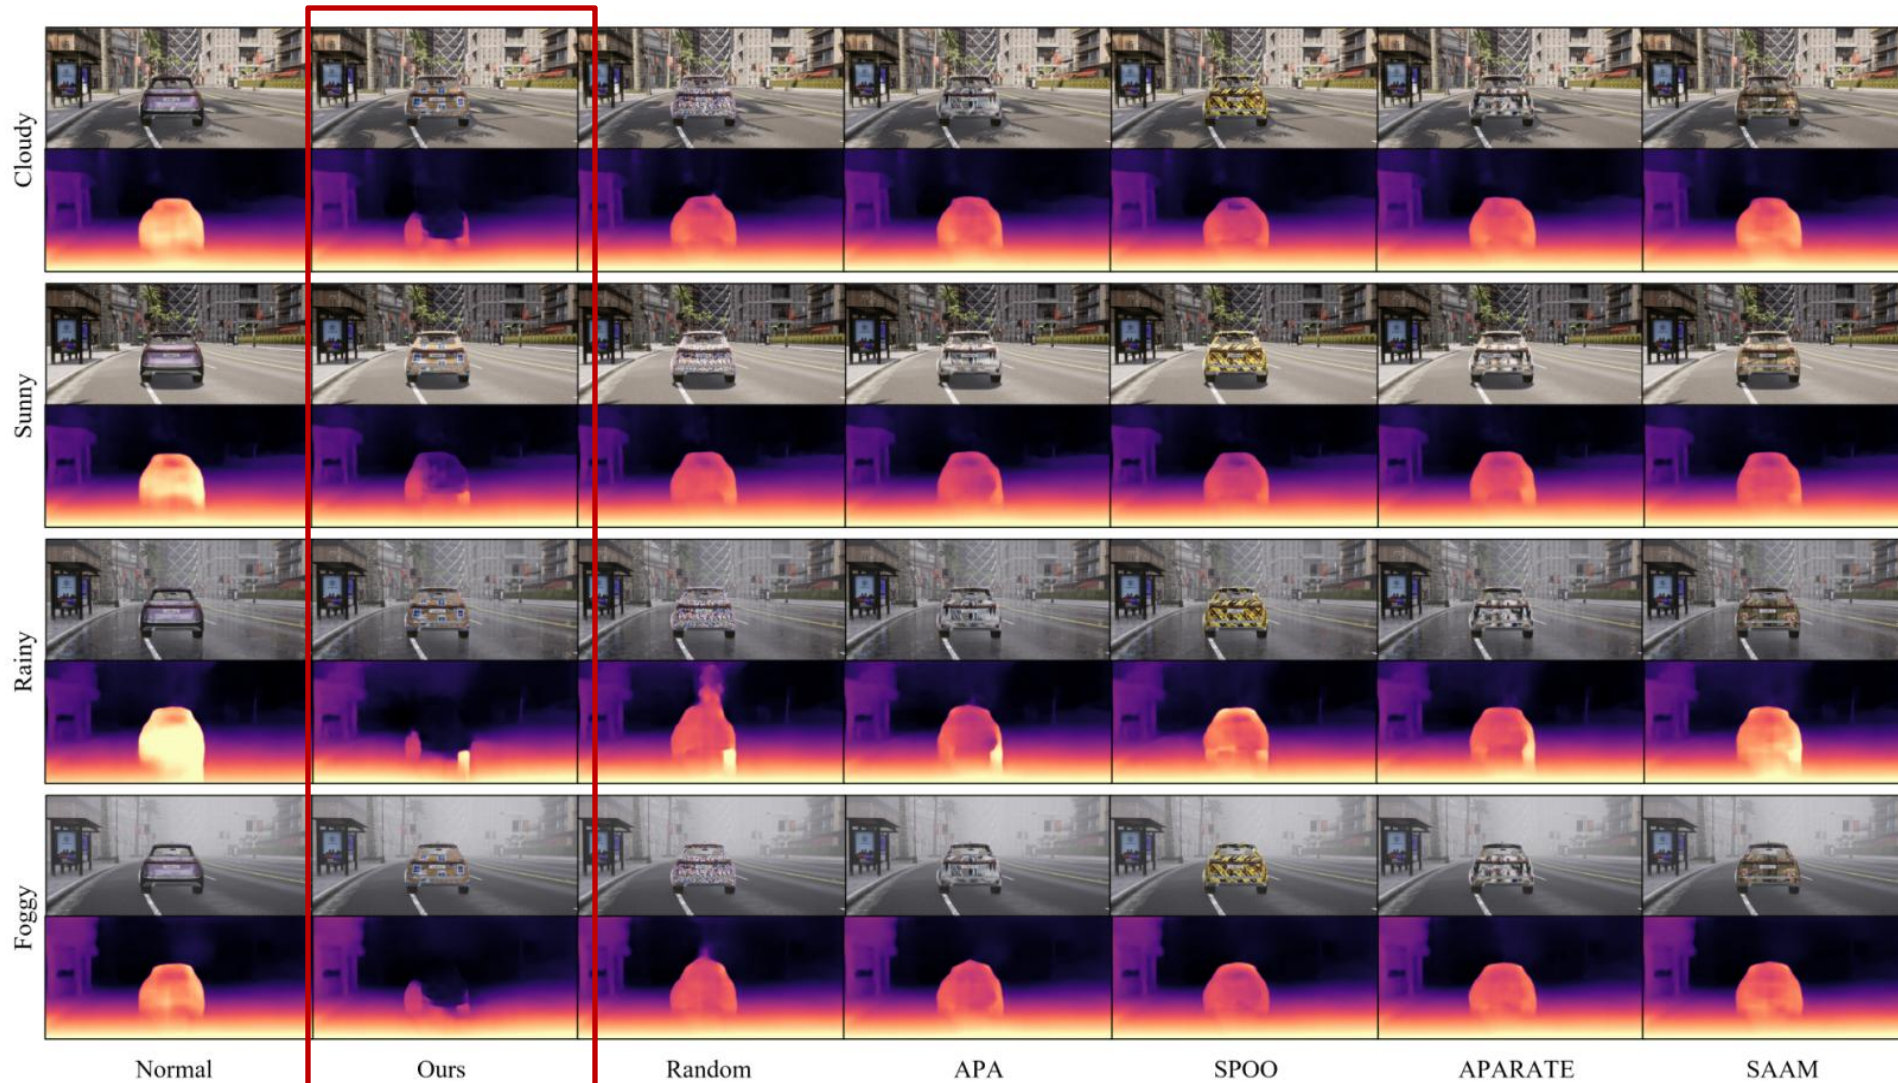 Cloudy
Sunny
Rainy
Foggy
Normal Ours Random APA SPOO APARATE SAAM